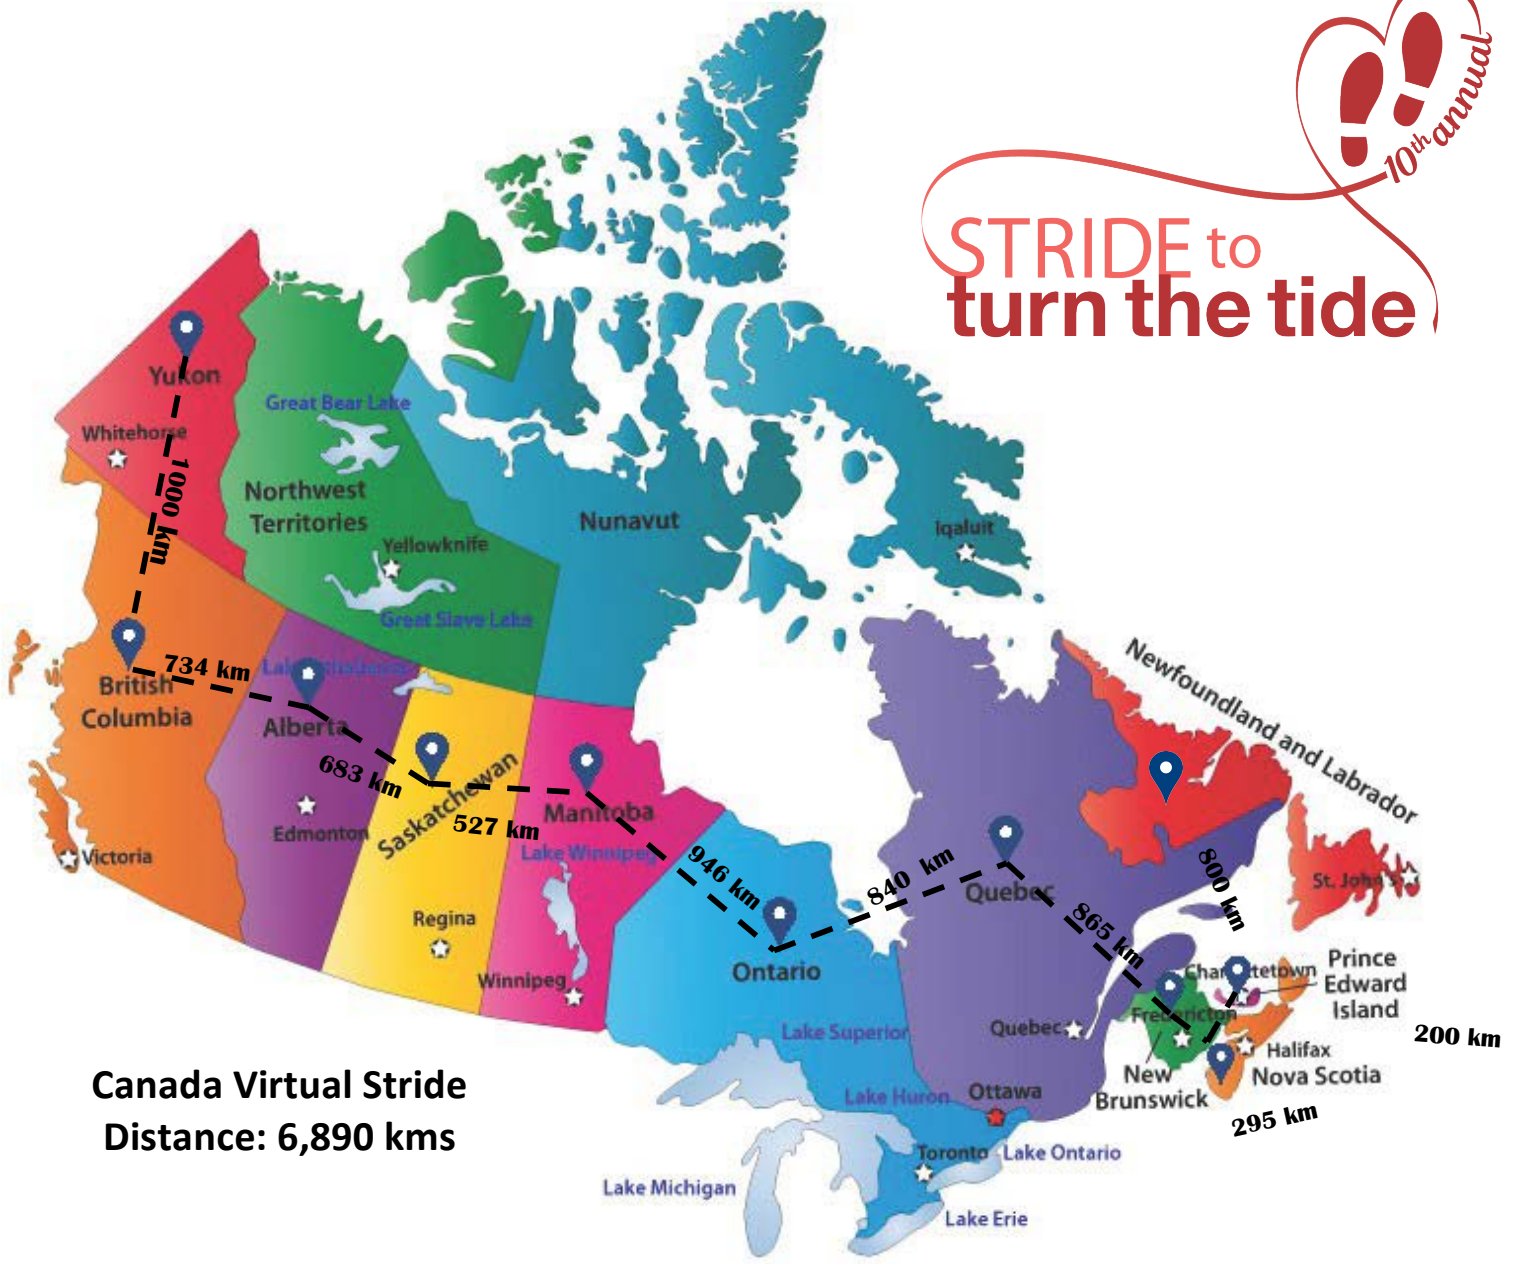 10th annual
STRIDE to
turn the tide
Yukon
Whitehorse
1000 km
Great Bear Lake
Northwest
Territories
Yellowknife
Great Slave Lake
Nunavut
Iqaluit
734 km
British
Columbia
Victoria
Alberta
683 km
Edmonton
Saskatchewan
527 km
Regina
Manitoba
Lake Winnipeg
Winnipeg
946 km
Ontario
840 km
Quebec
865 km
800 km
Newfoundland and Labrador
St. John's
Charlottetown
Prince
Edward
Island
Fredericton
200 km
Quebec
Halifax
Nova Scotia
New
Brunswick
295 km
Lake Superior
Lake Huron
Ottawa
Toronto
Lake Ontario
Lake Michigan
Lake Erie
Canada Virtual Stride
Distance: 6,890 kms